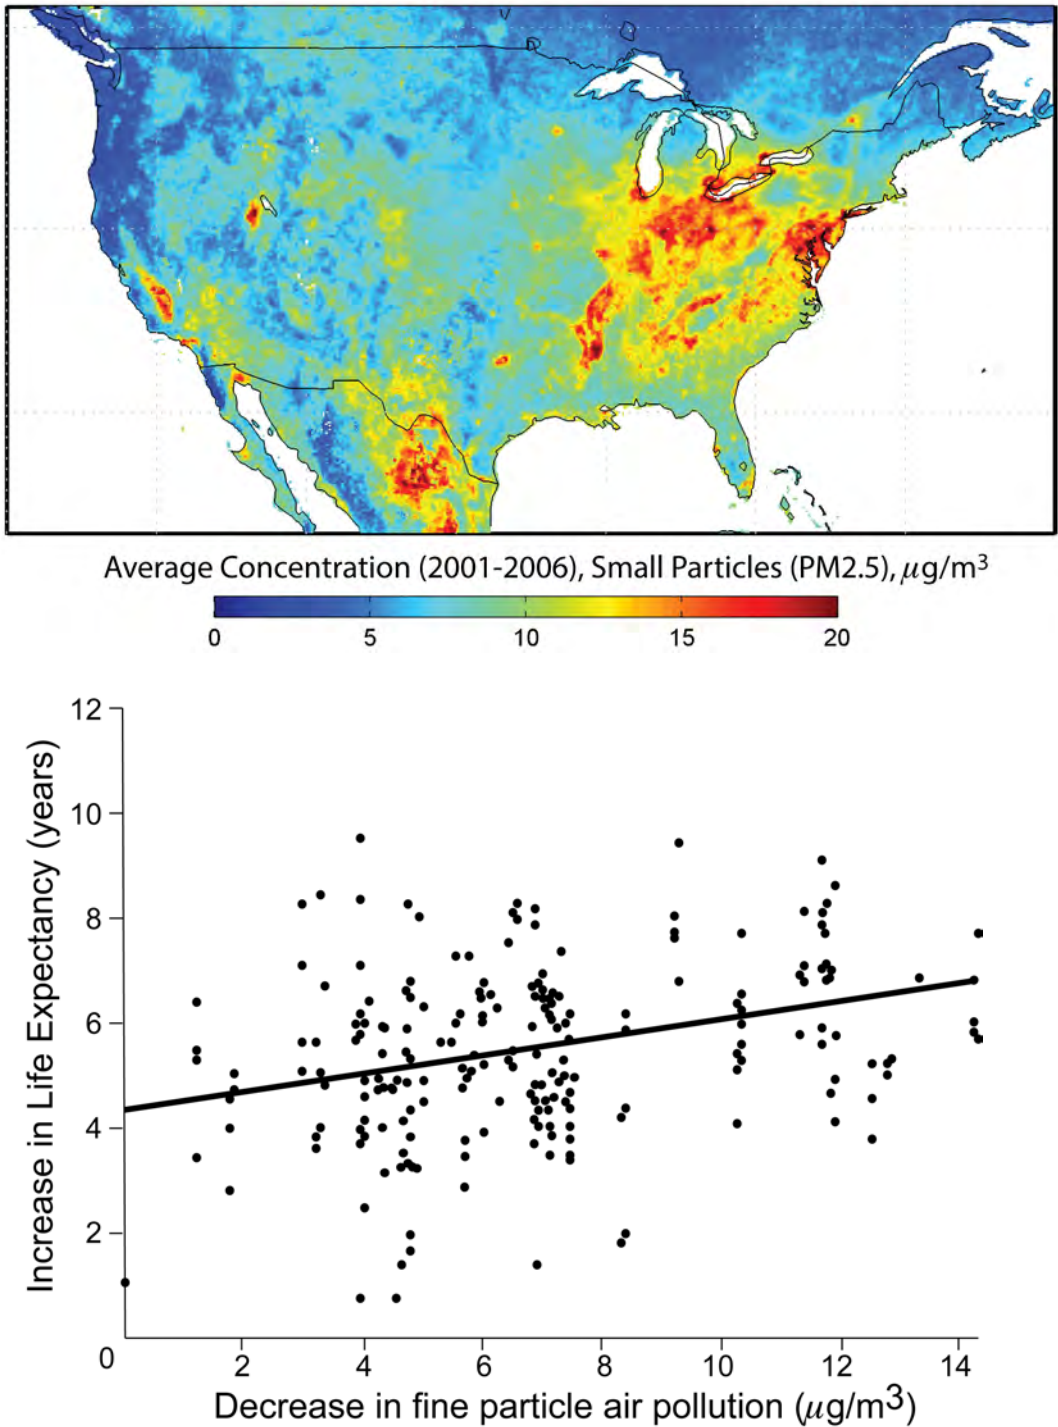 Average Concentration (2001-2006), Small Particles (PM2.5), μg/m³
0 5 10 15 20
Increase in Life Expectancy (years)
12
10
8
6
4
2
0 2 4 6 8 10 12 14
Decrease in fine particle air pollution (μg/m³)